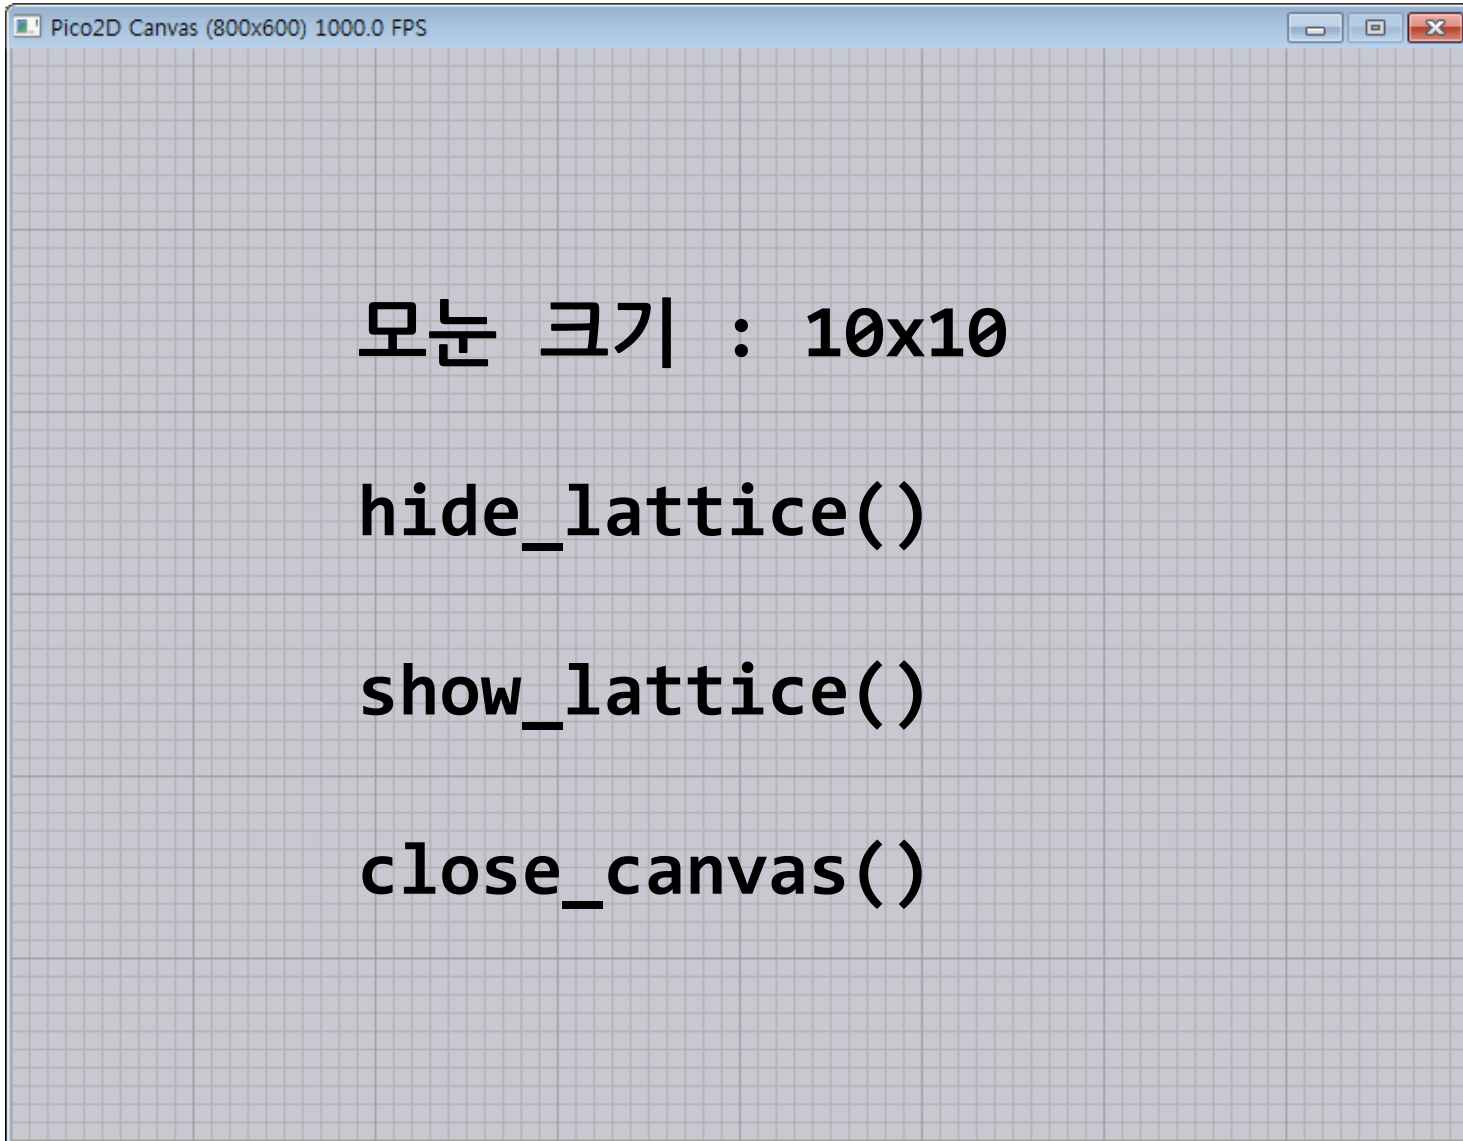 Pico2D Canvas (800x600) 1000.0 FPS
모눈 크기 : 10x10
hide_lattice()
show_lattice()
close_canvas()